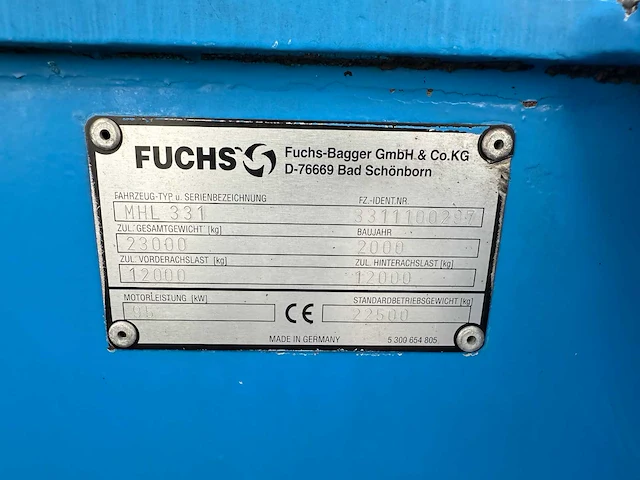 FUCHS Fuchs-Bagger GmbH & Co.KG
D-76669 Bad Schönborn
FAHRZEUG-TYP u. SERIENBEZEICHNUNG FZ.-IDENT.NR.
MHL 331
ZUL. GESAMTGEWICHT [kg] BAUJAHR
23000 2000
ZUL. VORDERACHSLAST [kg] ZUL. HINTERACHSLAST [kg]
12000 12000
MOTORLEISTUNG [kW] CE STANDARDBETRIEBSGEWICHT [kg]
22500
MADE IN GERMANY 5 300 654 805